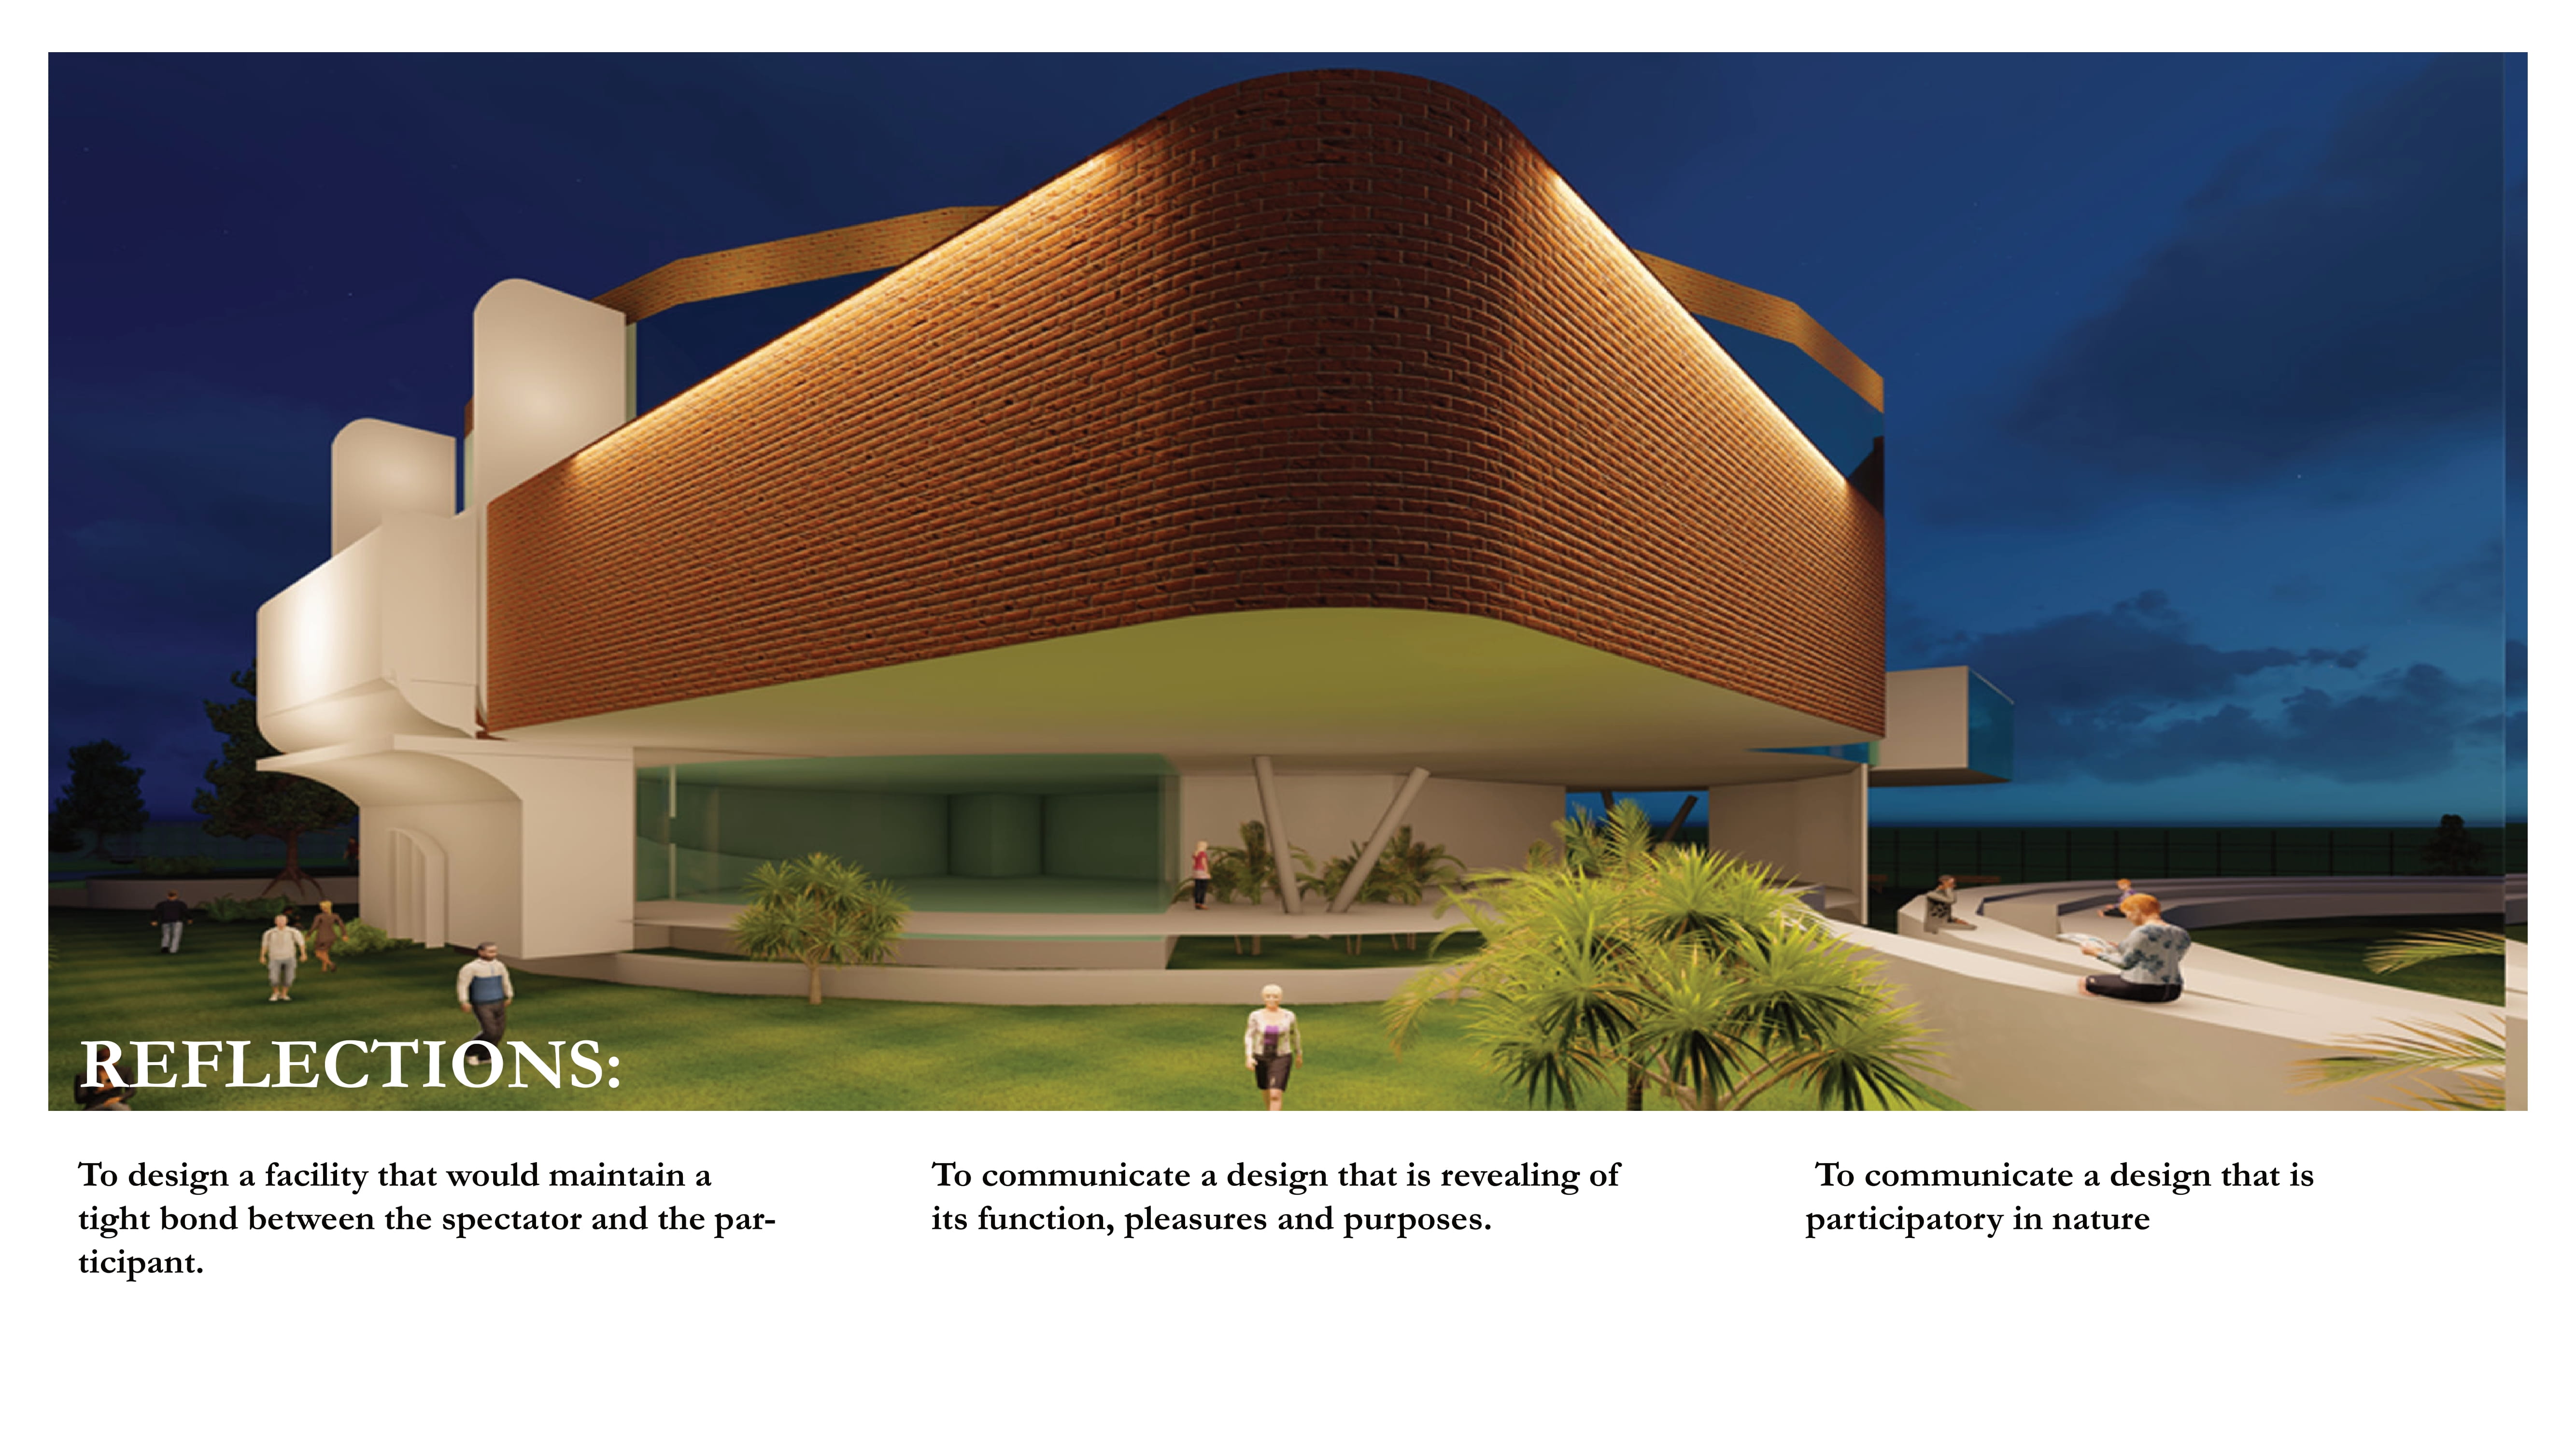 REFLECTIONS:
To design a facility that would maintain a
tight bond between the spectator and the par-
ticipant.
To communicate a design that is revealing of
its function, pleasures and purposes.
To communicate a design that is
participatory in nature